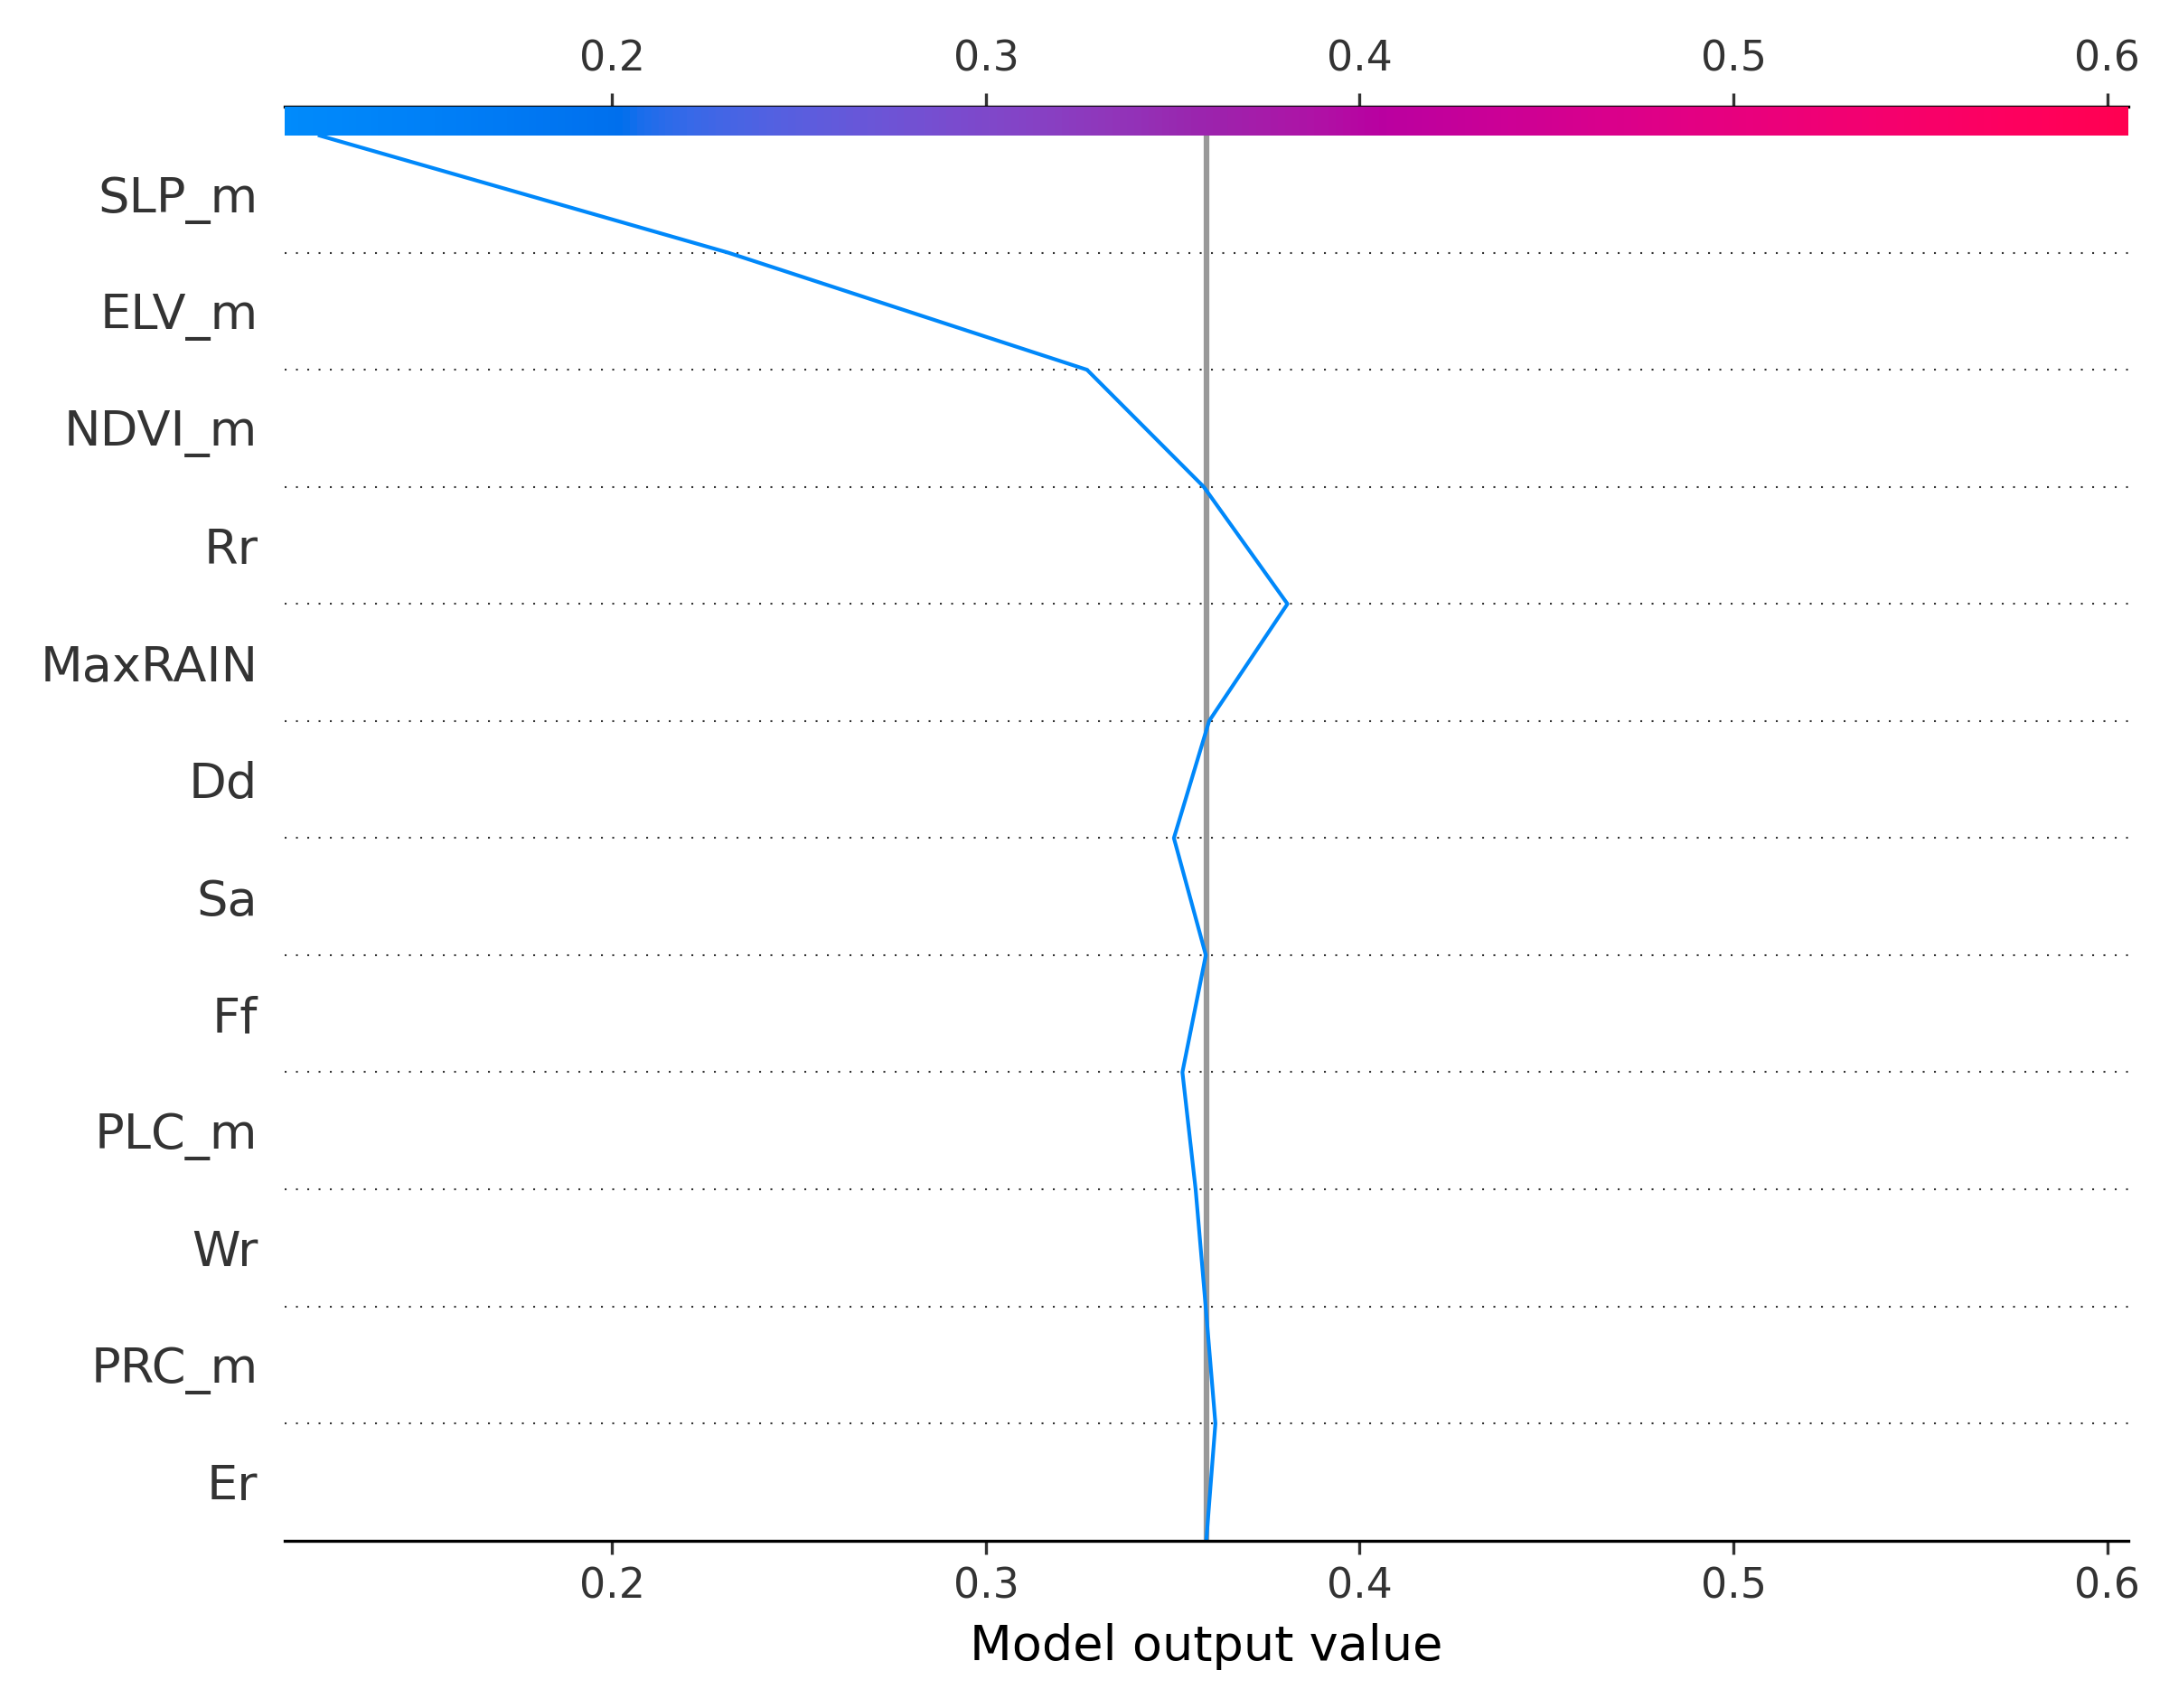 0.2 0.3 0.4 0.5 0.6
SLP_m
ELV_m
NDVI_m
Rr
MaxRAIN
Dd
Sa
Ff
PLC_m
Wr
PRC_m
Er
0.2 0.3 0.4 0.5 0.6
Model output value